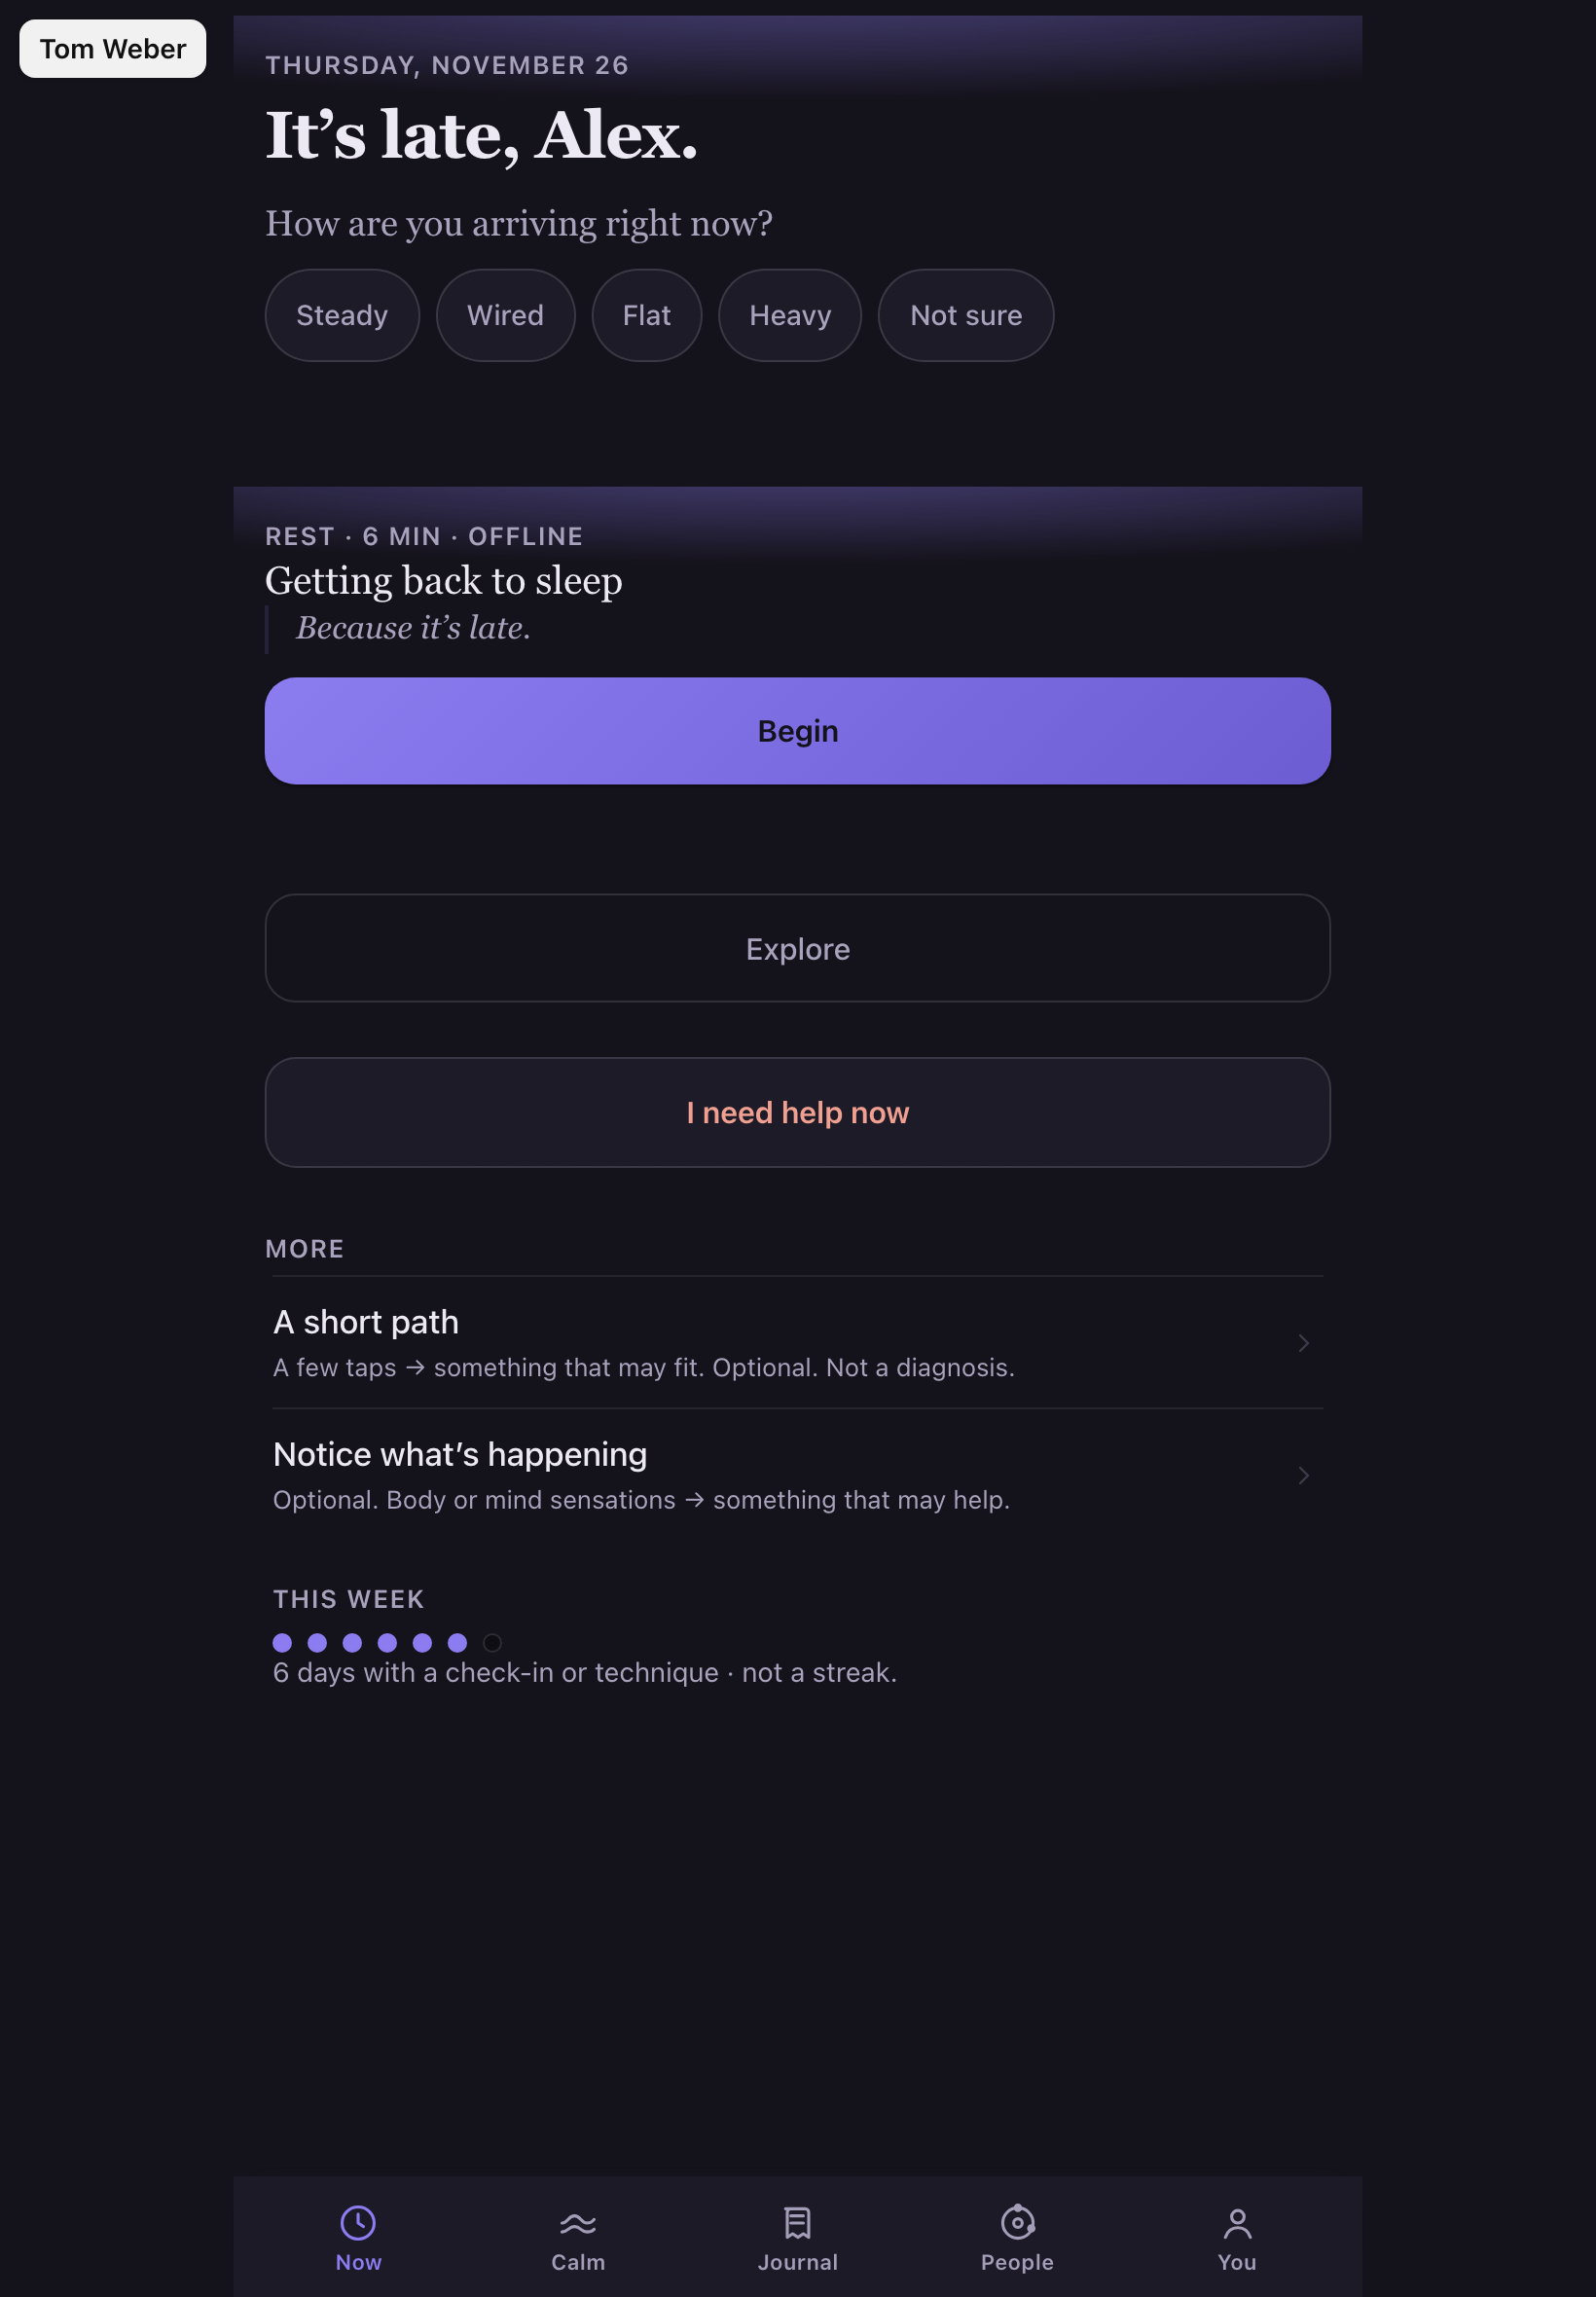 Tom Weber
THURSDAY, NOVEMBER 26
It’s late, Alex.
How are you arriving right now?
Steady
Wired
Flat
Heavy
Not sure
REST · 6 MIN · OFFLINE
Getting back to sleep
Because it’s late.
Begin
Explore
I need help now
MORE
A short path
A few taps → something that may fit. Optional. Not a diagnosis.
Notice what’s happening
Optional. Body or mind sensations → something that may help.
THIS WEEK
6 days with a check-in or technique · not a streak.
Now
Calm
Journal
People
You